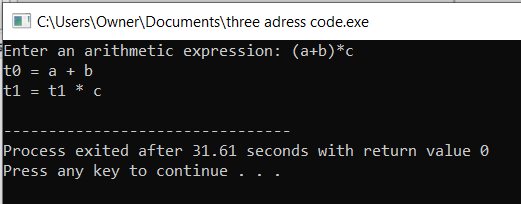 C:\Users\Owner\Documents\three adress code.exe
Enter an arithmetic expression: (a+b)*c
t0 = a + b
t1 = t1 * c
--------------------------------
Process exited after 31.61 seconds with return value 0
Press any key to continue . . .